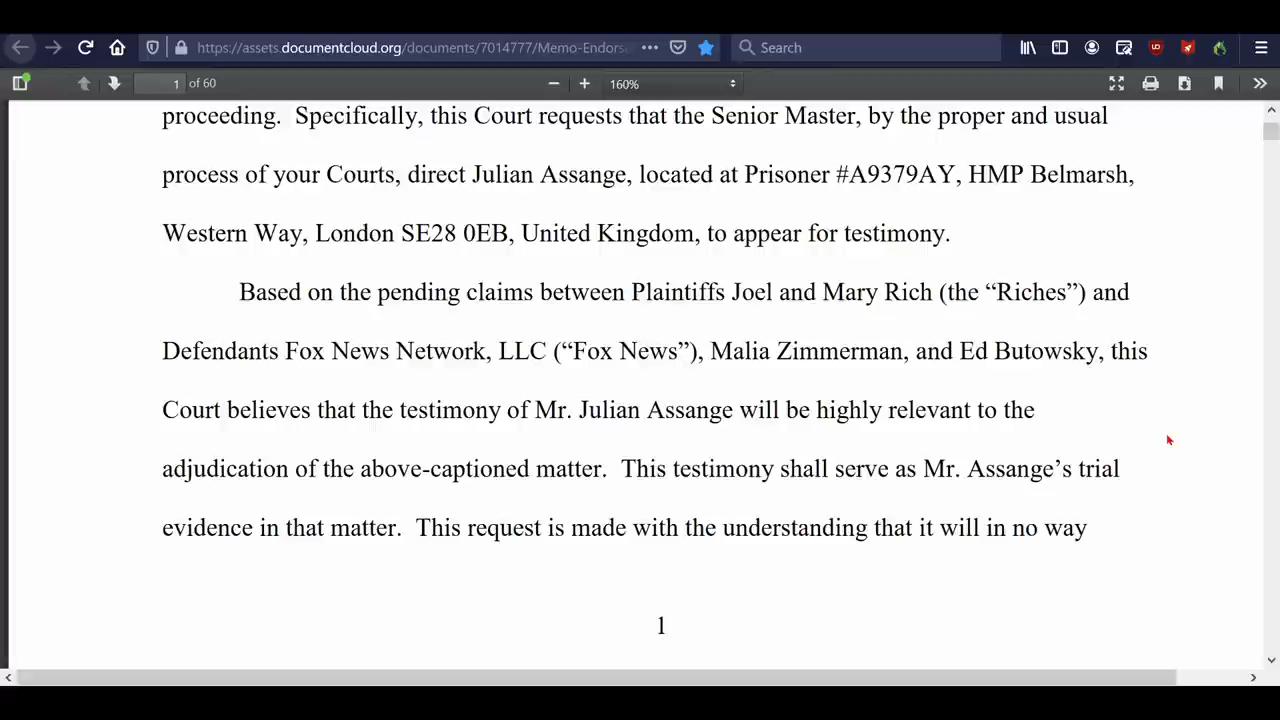 https://assets.documentcloud.org/documents/7014777/Memo-Endorse
Search
1 of 60
160%
proceeding. Specifically, this Court requests that the Senior Master, by the proper and usual
process of your Courts, direct Julian Assange, located at Prisoner #A9379AY, HMP Belmarsh,
Western Way, London SE28 0EB, United Kingdom, to appear for testimony.
Based on the pending claims between Plaintiffs Joel and Mary Rich (the “Riches”) and
Defendants Fox News Network, LLC (“Fox News”), Malia Zimmerman, and Ed Butowsky, this
Court believes that the testimony of Mr. Julian Assange will be highly relevant to the
adjudication of the above-captioned matter. This testimony shall serve as Mr. Assange’s trial
evidence in that matter. This request is made with the understanding that it will in no way
1